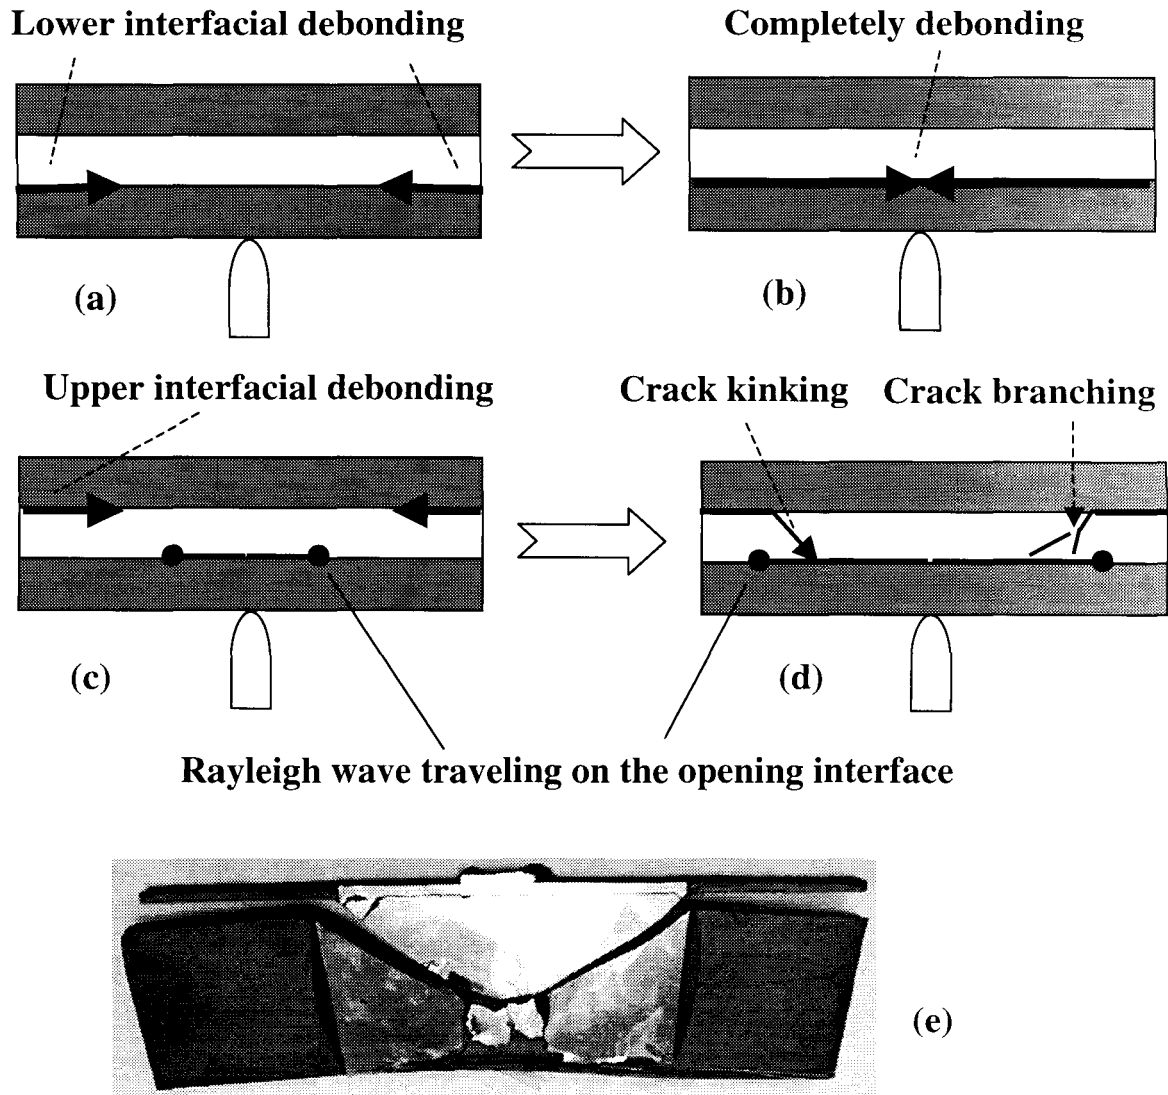 Lower interfacial debonding
Completely debonding
(a)
(b)
Upper interfacial debonding
Crack kinking
Crack branching
(c)
(d)
Rayleigh wave traveling on the opening interface
(e)